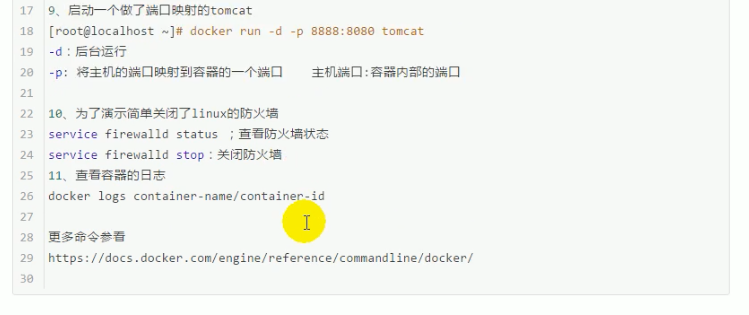 17 9、启动一个做了端口映射的tomcat
18 [root@localhost ~]# docker run -d -p 8888:8080 tomcat
19 -d：后台运行
20 -p: 将主机的端口映射到容器的一个端口    主机端口:容器内部的端口
21
22 10、为了演示简单关闭了linux的防火墙
23 service firewalld status ；查看防火墙状态
24 service firewalld stop：关闭防火墙
25 11、查看容器的日志
26 docker logs container-name/container-id
27
28 更多命令参看
29 https://docs.docker.com/engine/reference/commandline/docker/
30